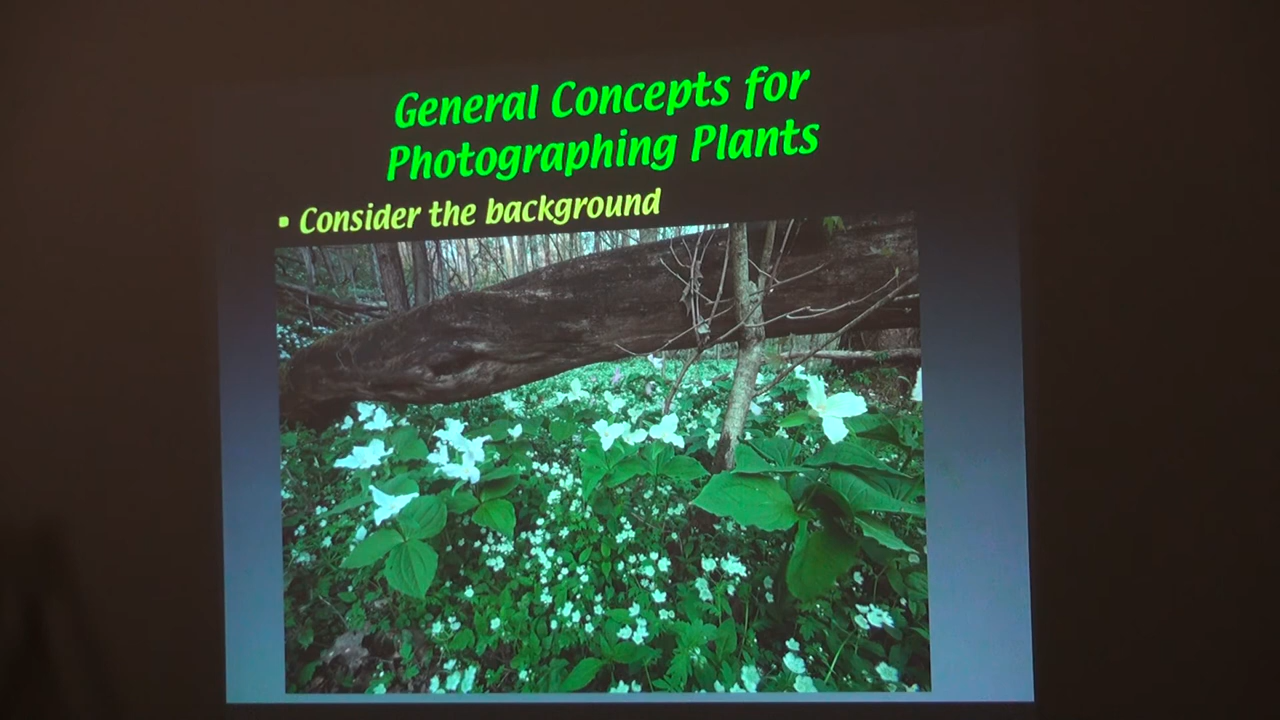 General Concepts for
Photographing Plants
▪ Consider the background